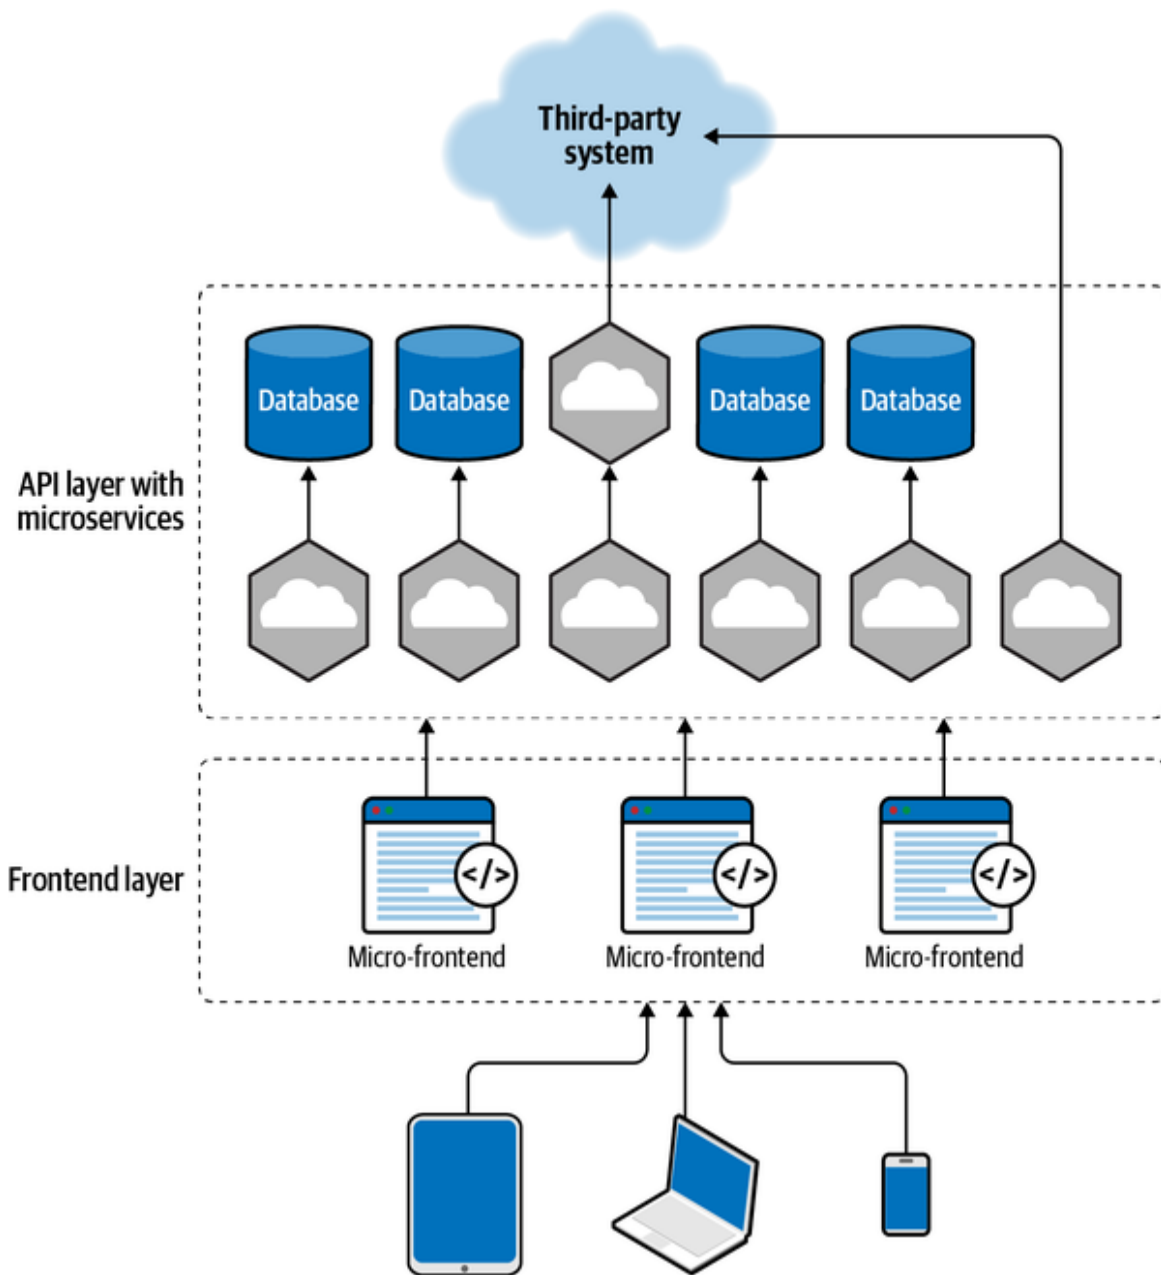 Third-party
system
Database
Database
Database
Database
API layer with
microservices
Frontend layer
</>
</>
</>
Micro-frontend
Micro-frontend
Micro-frontend